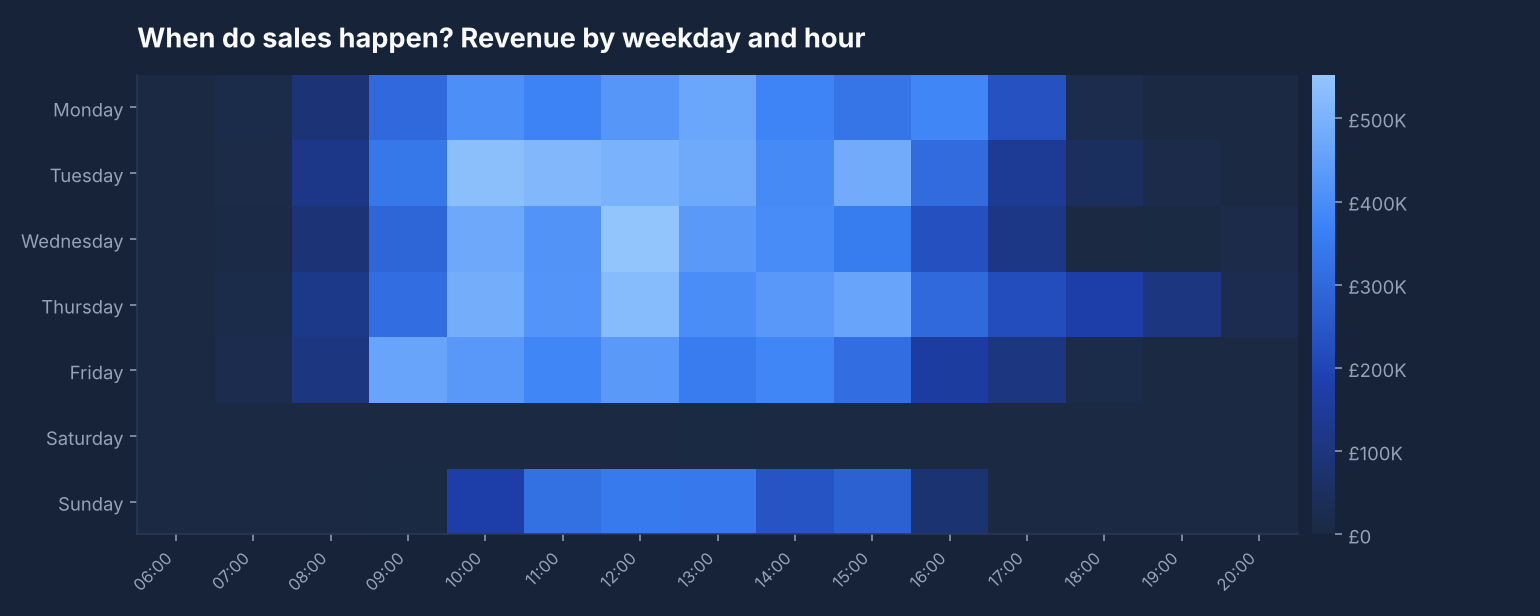 When do sales happen? Revenue by weekday and hour
Monday
Tuesday
Wednesday
Thursday
Friday
Saturday
Sunday
06:00
07:00
08:00
09:00
10:00
11:00
12:00
13:00
14:00
15:00
16:00
17:00
18:00
19:00
20:00
£500K
£400K
£300K
£200K
£100K
£0